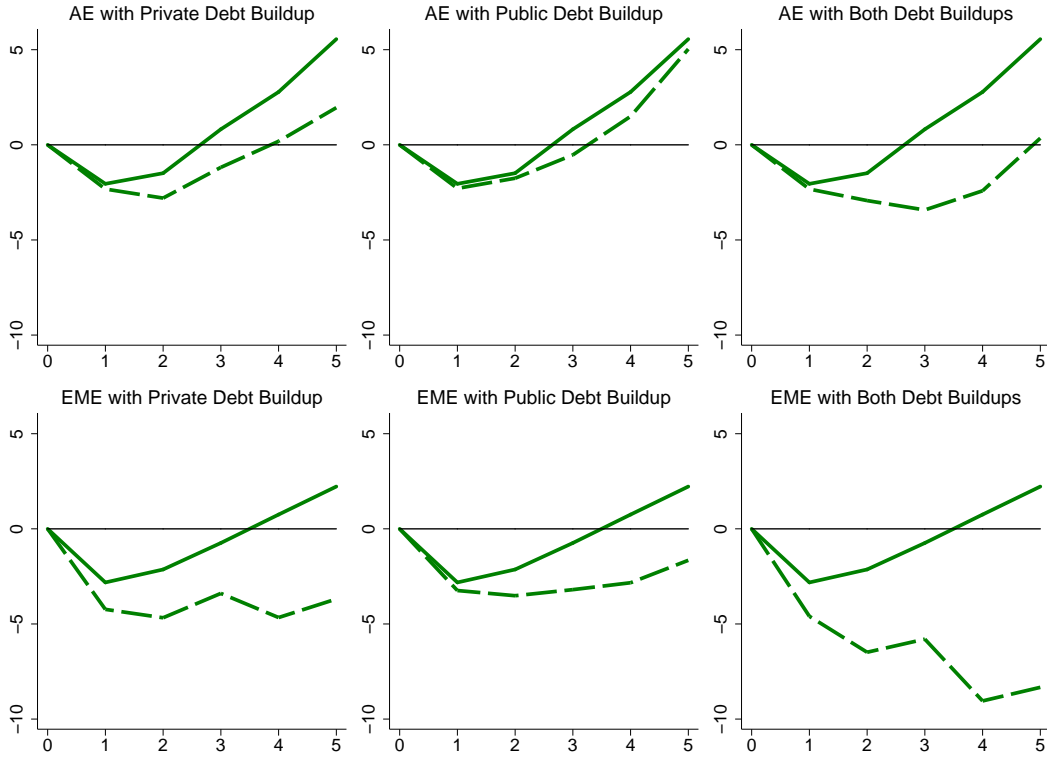 AE with Private Debt Buildup
5
0
−5
−10
0 1 2 3 4 5
AE with Public Debt Buildup
5
0
−5
−10
0 1 2 3 4 5
AE with Both Debt Buildups
5
0
−5
−10
0 1 2 3 4 5
EME with Private Debt Buildup
5
0
−5
−10
0 1 2 3 4 5
EME with Public Debt Buildup
5
0
−5
−10
0 1 2 3 4 5
EME with Both Debt Buildups
5
0
−5
−10
0 1 2 3 4 5